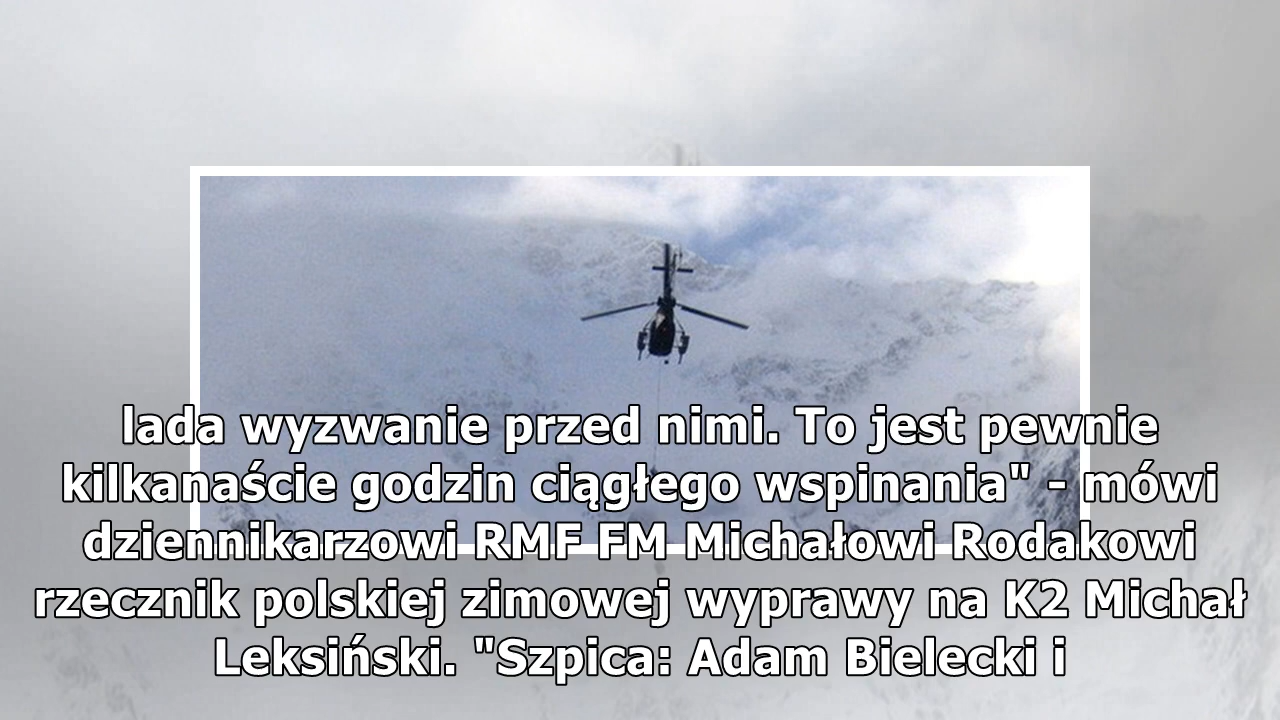 lada wyzwanie przed nimi. To jest pewnie
kilkanaście godzin ciągłego wspinania" - mówi
dziennikarzowi RMF FM Michałowi Rodakowi
rzecznik polskiej zimowej wyprawy na K2 Michał
Leksiński. "Szpica: Adam Bielecki i